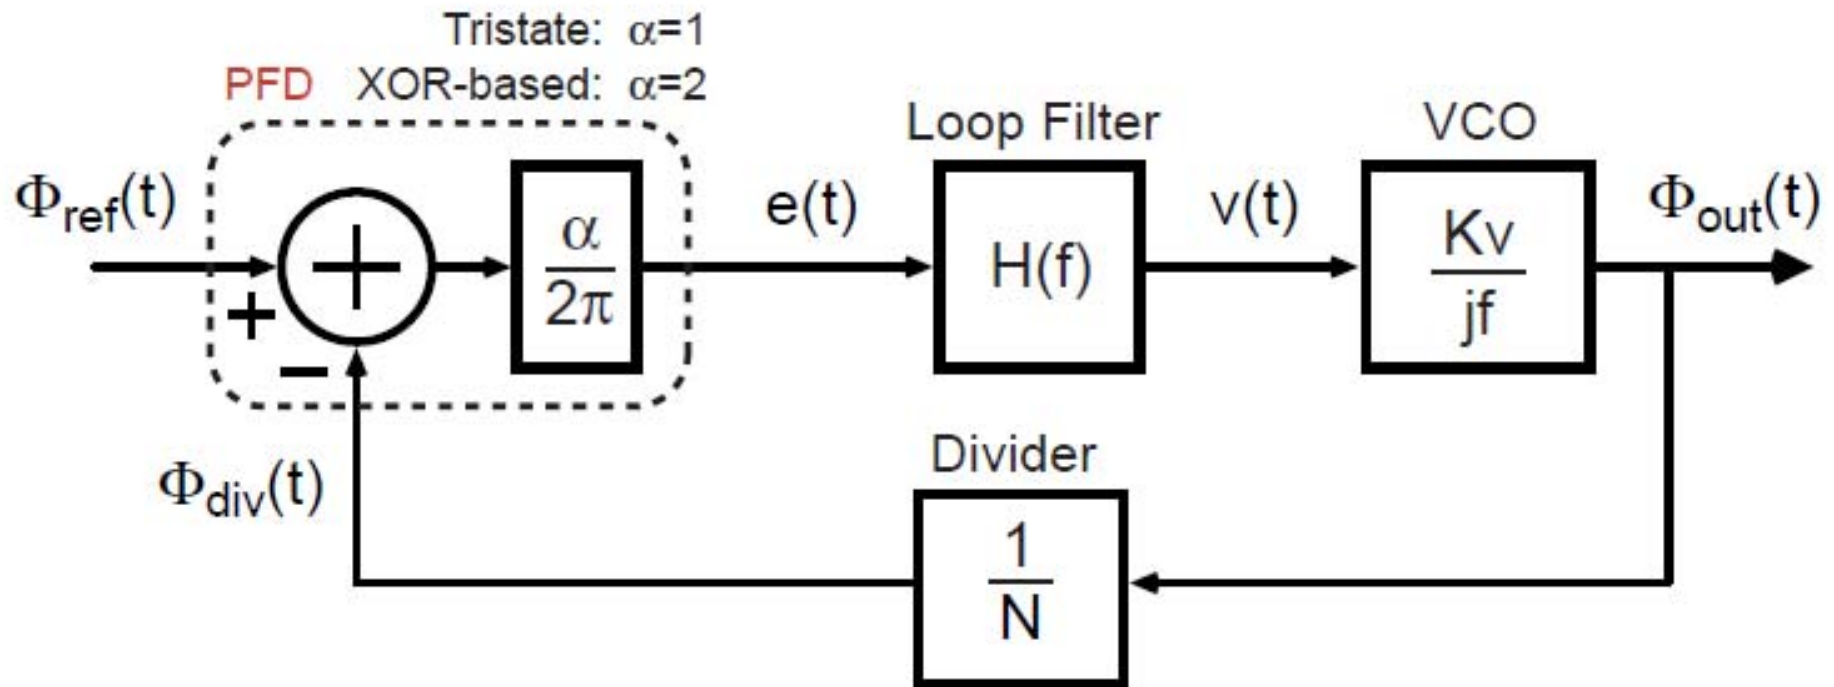 Tristate: α=1
PFD XOR-based: α=2
Loop Filter
VCO
Φref(t)
+
−
α
2π
e(t)
H(f)
v(t)
Kv
jf
Φout(t)
Φdiv(t)
Divider
1
N